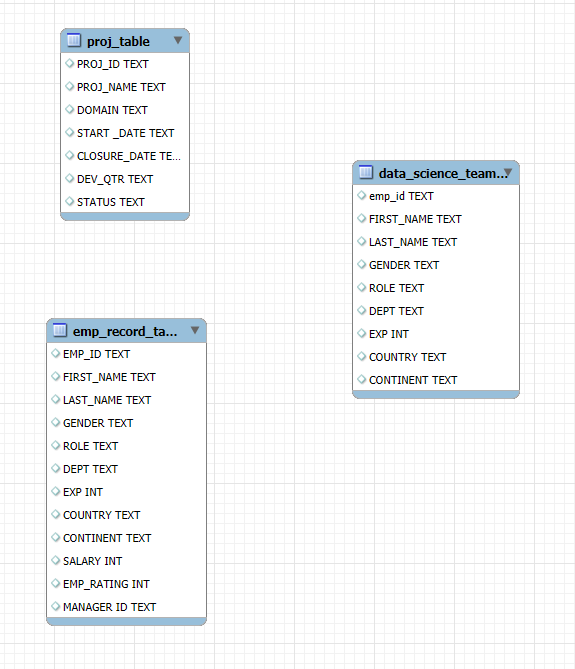 proj_table
PROJ_ID TEXT
PROJ_NAME TEXT
DOMAIN TEXT
START _DATE TEXT
CLOSURE_DATE TE...
DEV_QTR TEXT
STATUS TEXT
data_science_team...
emp_id TEXT
FIRST_NAME TEXT
LAST_NAME TEXT
GENDER TEXT
ROLE TEXT
DEPT TEXT
EXP INT
COUNTRY TEXT
CONTINENT TEXT
emp_record_ta...
EMP_ID TEXT
FIRST_NAME TEXT
LAST_NAME TEXT
GENDER TEXT
ROLE TEXT
DEPT TEXT
EXP INT
COUNTRY TEXT
CONTINENT TEXT
SALARY INT
EMP_RATING INT
MANAGER ID TEXT